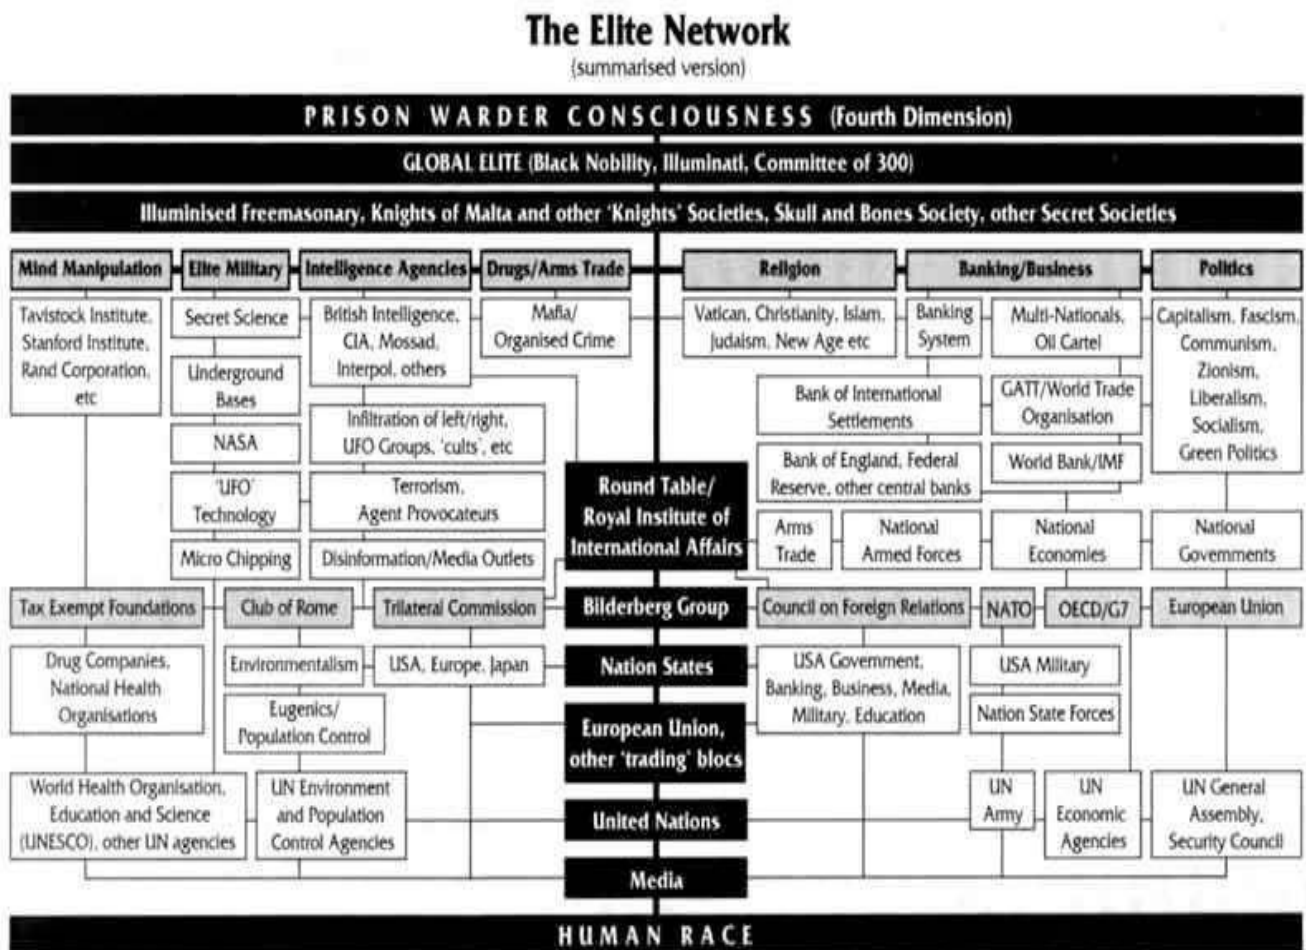 The Elite Network
(summarised version)
PRISON WARDER CONSCIOUSNESS (Fourth Dimension)
GLOBAL ELITE (Black Nobility, Illuminati, Committee of 300)
Illuminised Freemasonary, Knights of Malta and other 'Knights' Societies, Skull and Bones Society, other Secret Societies
Mind Manipulation
Elite Military
Intelligence Agencies
Drugs/Arms Trade
Religion
Banking/Business
Politics
Tavistock Institute,
Stanford Institute,
Rand Corporation,
etc
Secret Science
Underground
Bases
NASA
'UFO'
Technology
Micro Chipping
British Intelligence,
CIA, Mossad,
Interpol, others
Infiltration of left/right,
UFO Groups, 'cults', etc
Terrorism,
Agent Provocateurs
Disinformation/Media Outlets
Mafia/
Organised Crime
Vatican, Christianity, Islam,
Judaism, New Age etc
Banking
System
Multi-Nationals,
Oil Cartel
Capitalism, Fascism,
Communism,
Zionism,
Liberalism,
Socialism,
Green Politics
Bank of International
Settlements
GATT/World Trade
Organisation
Bank of England, Federal
Reserve, other central banks
World Bank/IMF
Round Table/
Royal Institute of
International Affairs
Arms
Trade
National
Armed Forces
National
Economies
National
Governments
Tax Exempt Foundations
Club of Rome
Trilateral Commission
Bilderberg Group
Council on Foreign Relations
NATO
OECD/G7
European Union
Drug Companies,
National Health
Organisations
Environmentalism
USA, Europe, Japan
Nation States
USA Government,
Banking, Business, Media,
Military, Education
USA Military
Nation State Forces
Eugenics/
Population Control
European Union,
other 'trading' blocs
World Health Organisation,
Education and Science
(UNESCO), other UN agencies
UN Environment
and Population
Control Agencies
United Nations
UN
Army
UN
Economic
Agencies
UN General
Assembly,
Security Council
Media
HUMAN RACE